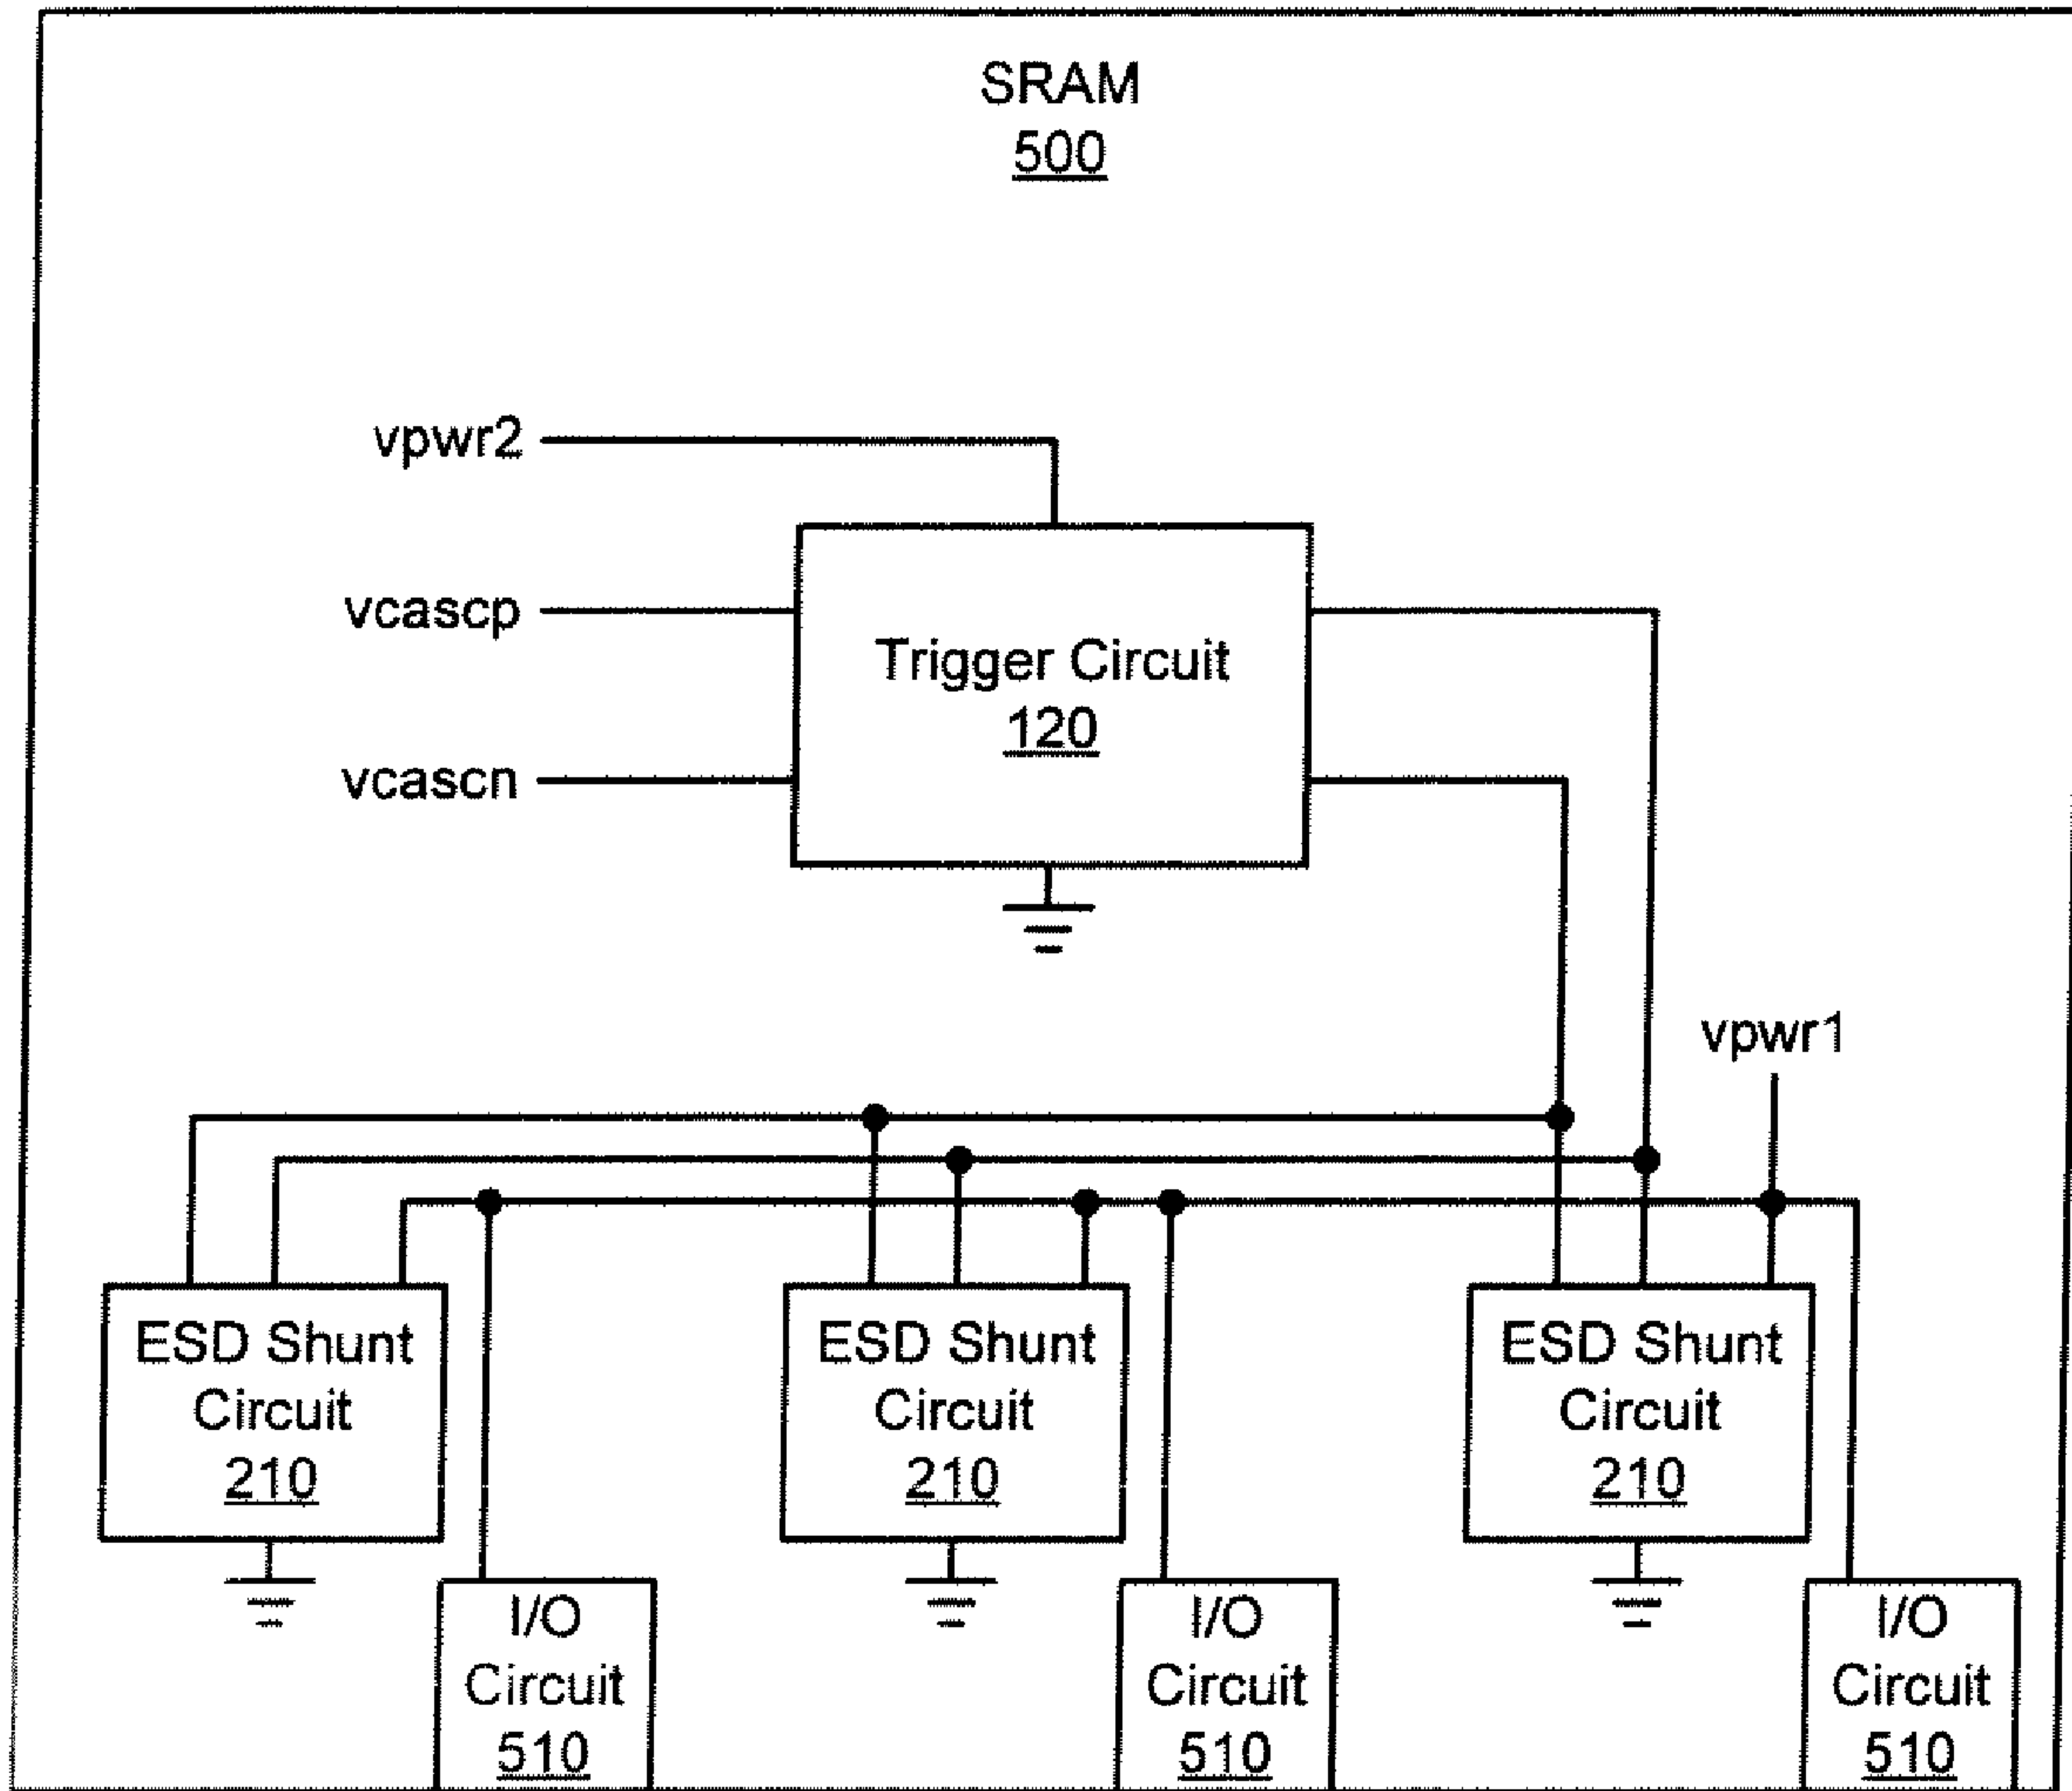 SRAM
500
vpwr2
vcascp
Trigger Circuit
120
vcascn
vpwr1
ESD Shunt
Circuit
210
ESD Shunt
Circuit
210
ESD Shunt
Circuit
210
I/O
Circuit
510
I/O
Circuit
510
I/O
Circuit
510